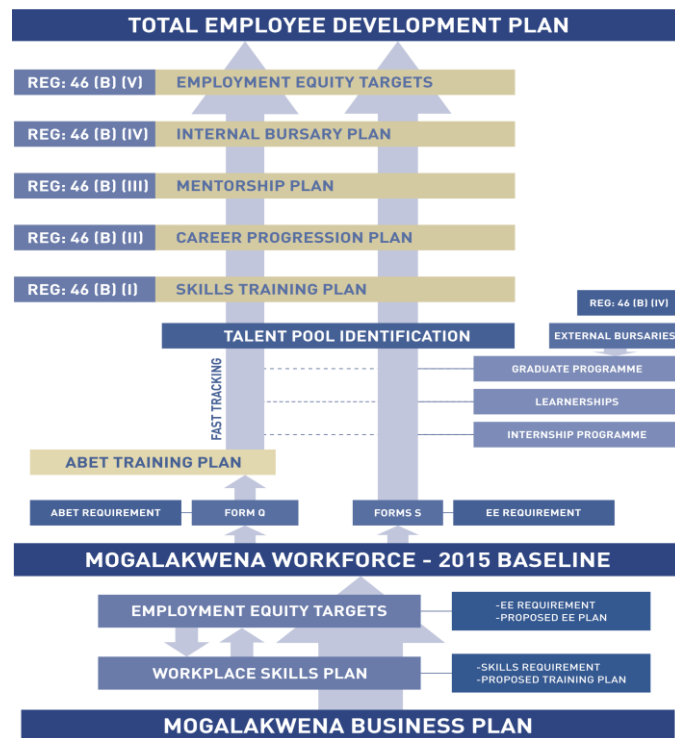 TOTAL EMPLOYEE DEVELOPMENT PLAN
REG: 46 (B) (V) EMPLOYMENT EQUITY TARGETS
REG: 46 (B) (IV) INTERNAL BURSARY PLAN
REG: 46 (B) (III) MENTORSHIP PLAN
REG: 46 (B) (II) CAREER PROGRESSION PLAN
REG: 46 (B) (I) SKILLS TRAINING PLAN
REG: 46 (B) (IV)
TALENT POOL IDENTIFICATION
EXTERNAL BURSARIES
FAST TRACKING
GRADUATE PROGRAMME
LEARNERSHIPS
INTERNSHIP PROGRAMME
ABET TRAINING PLAN
ABET REQUIREMENT
FORM Q
FORMS S
EE REQUIREMENT
MOGALAKWENA WORKFORCE - 2015 BASELINE
EMPLOYMENT EQUITY TARGETS
-EE REQUIREMENT
-PROPOSED EE PLAN
WORKPLACE SKILLS PLAN
-SKILLS REQUIREMENT
-PROPOSED TRAINING PLAN
MOGALAKWENA BUSINESS PLAN